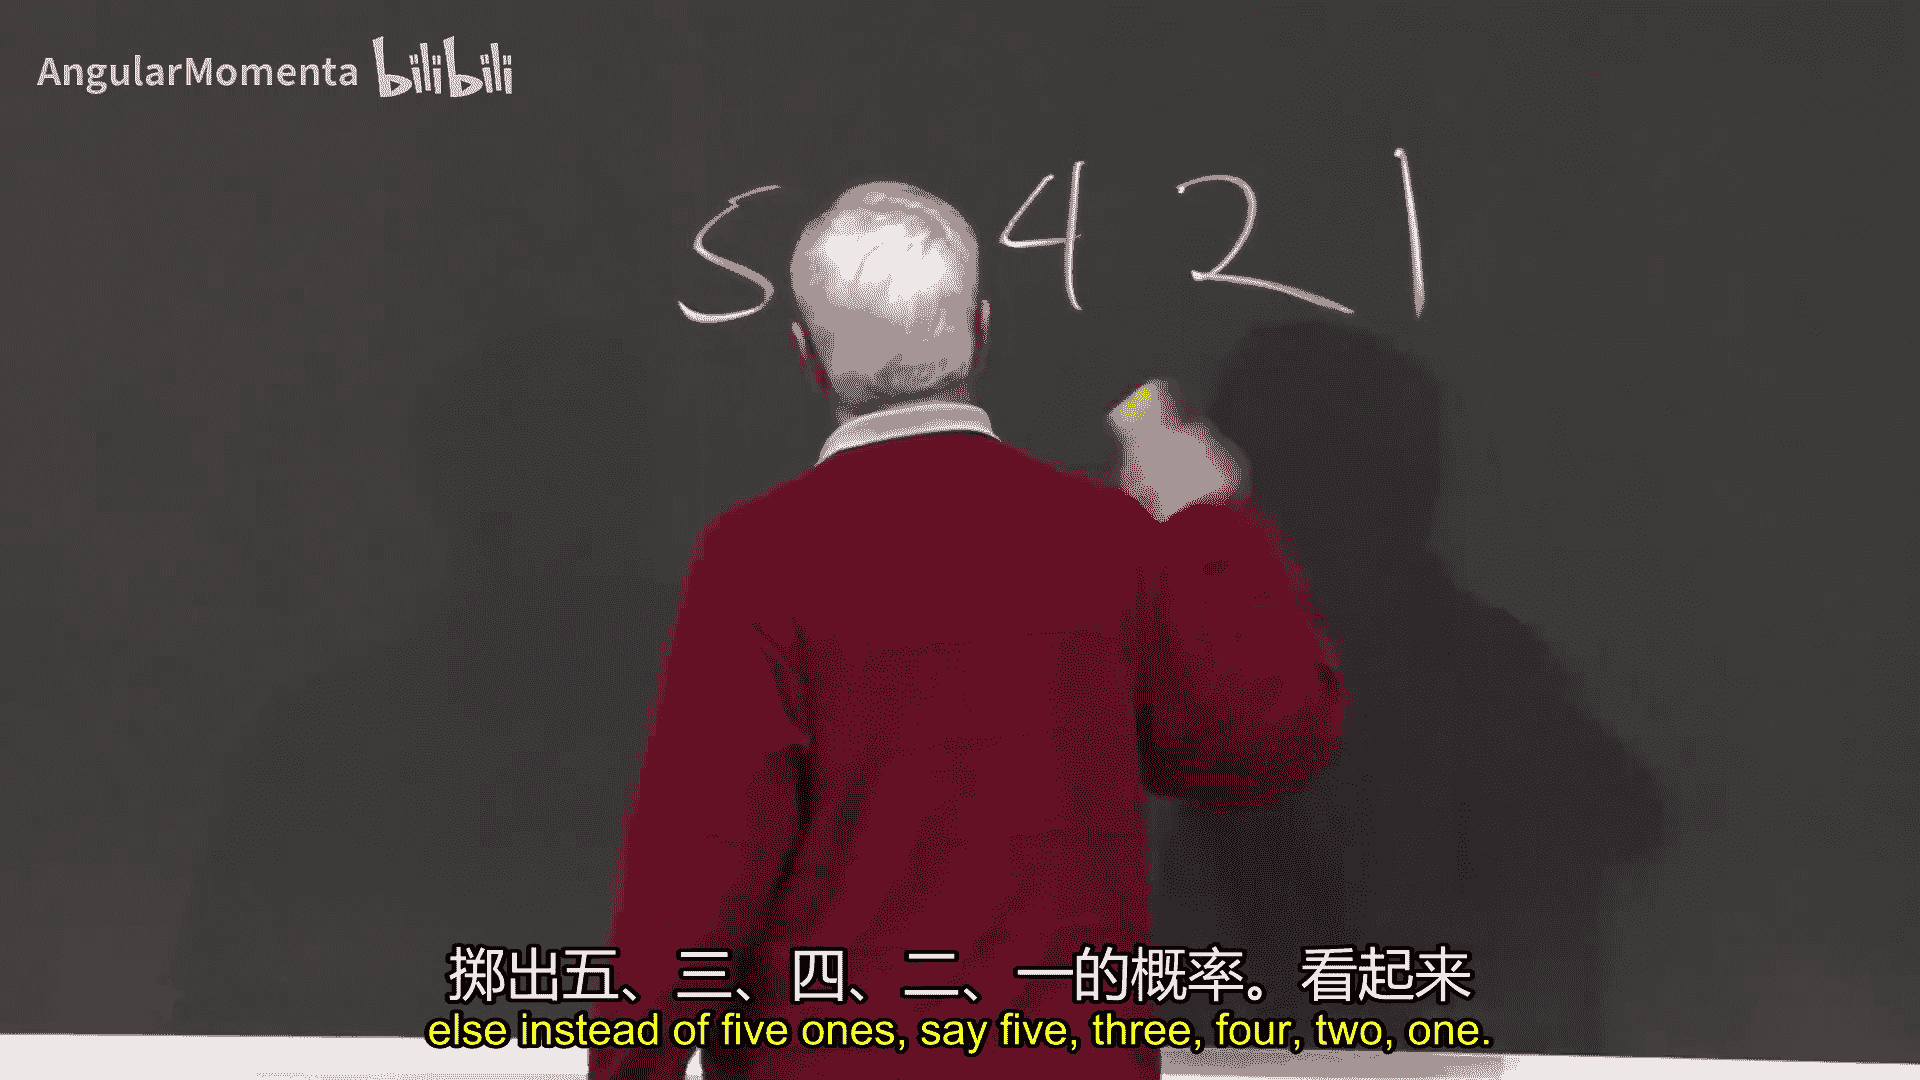 AngularMomenta bilibili
5 4 2 1
掷出五、三、四、二、一的概率。看起来
else instead of five ones, say five, three, four, two, one.